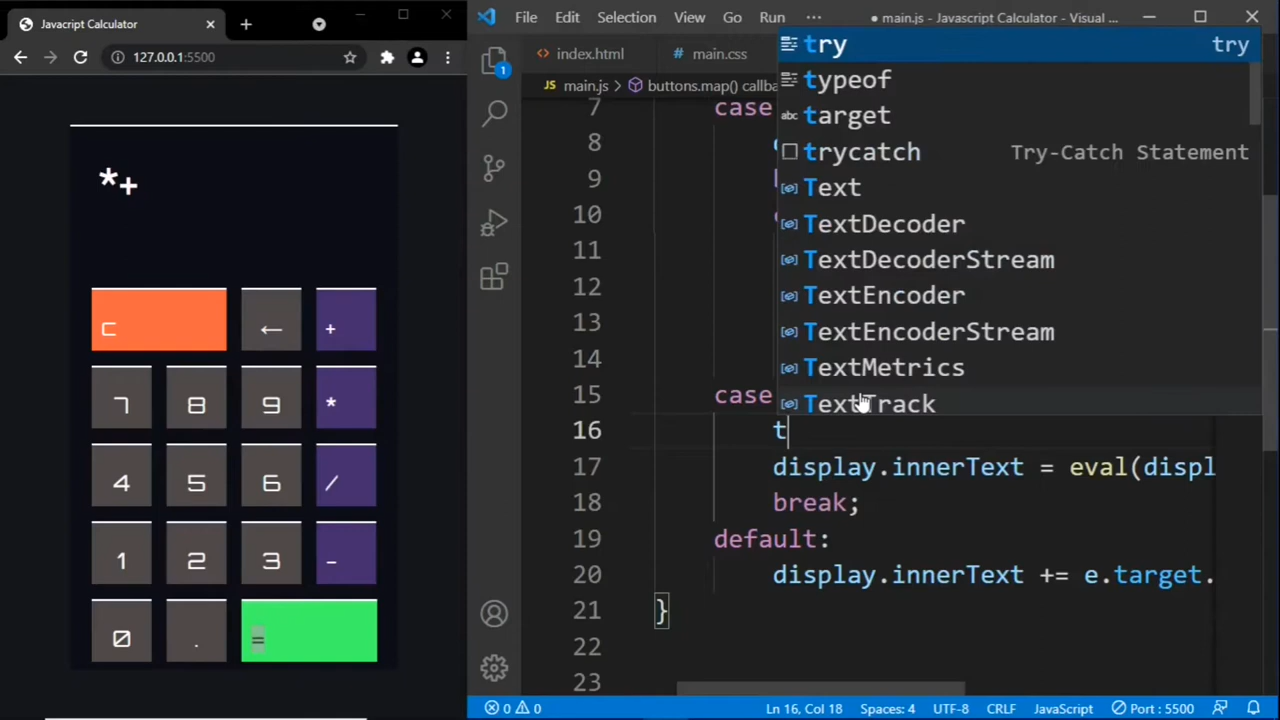 Javascript Calculator
127.0.0.1:5500
*+
C ← +
7 8 9 *
4 5 6 /
1 2 3 -
0 . =
File Edit Selection View Go Run ··· ● main.js - Javascript Calculator - Visual ...
index.html # main.css
JS main.js > buttons.map() callba
1
try try
typeof
abc target
trycatch Try-Catch Statement
Text
TextDecoder
TextDecoderStream
TextEncoder
TextEncoderStream
TextMetrics
TextTrack
7 case
8
9
10
11
12
13
14
15 case
16 t
17 display.innerText = eval(displ
18 break;
19 default:
20 display.innerText += e.target.
21 }
22
23
0 0 Ln 16, Col 18 Spaces: 4 UTF-8 CRLF JavaScript Port : 5500